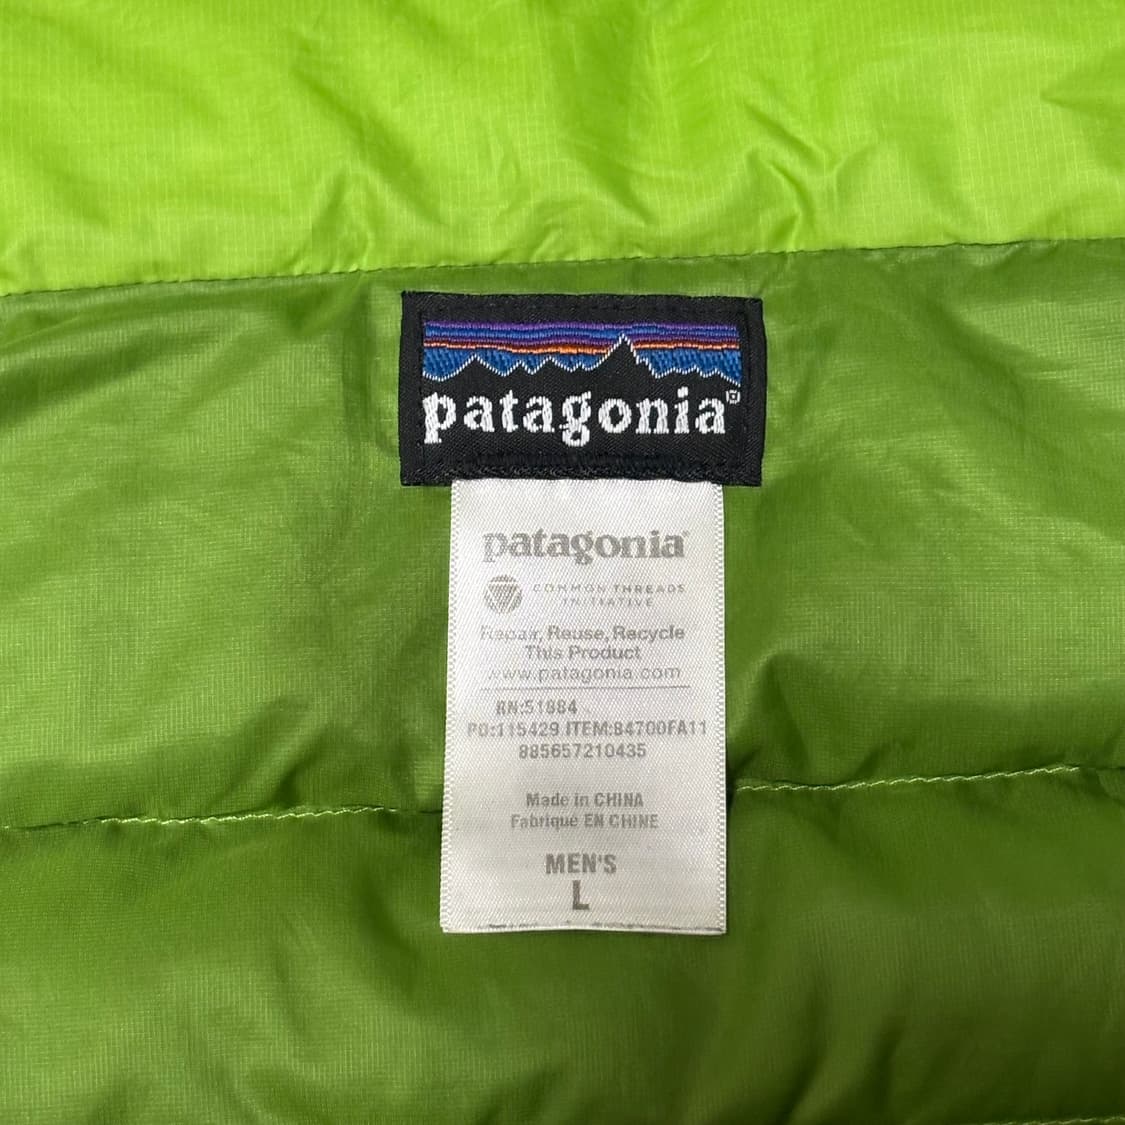 patagonia®
patagonia®
COMMON THREADS
INITIATIVE
Repair, Reuse, Recycle
This Product
www.patagonia.com
RN:51884
PO:115429 ITEM:84700FA11
885657210435
Made in CHINA
Fabriqué EN CHINE
MEN'S
L